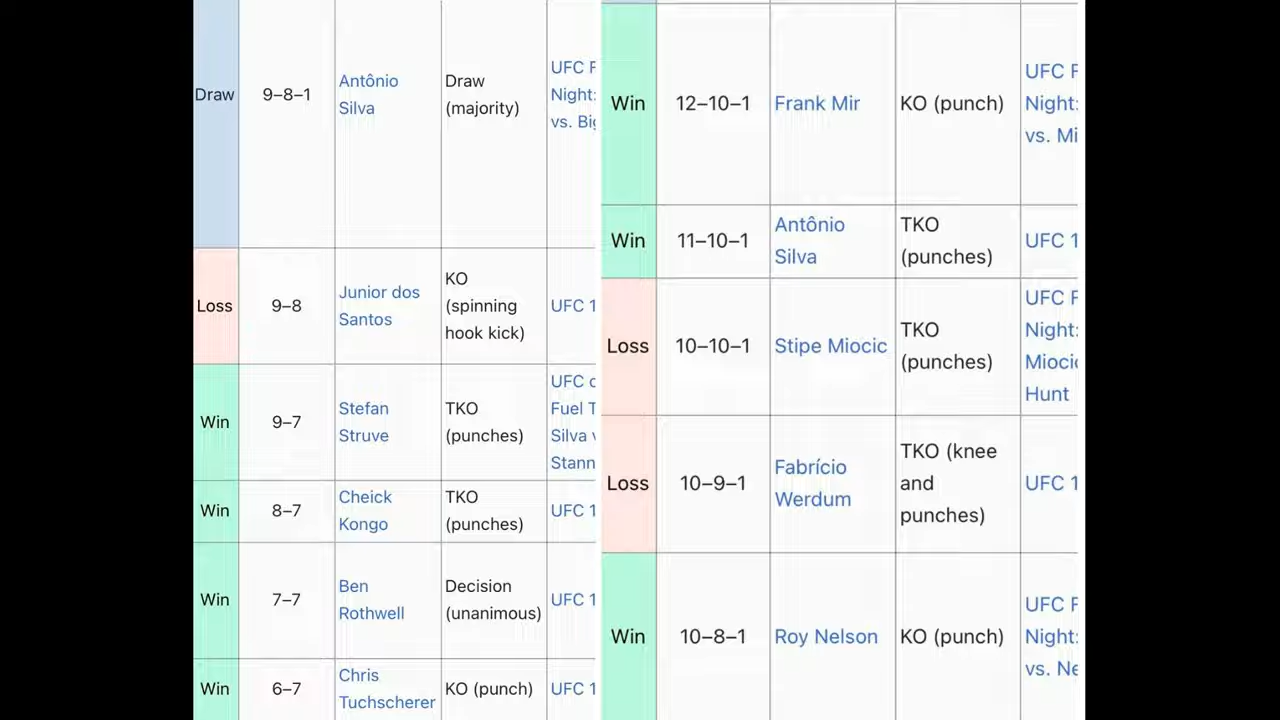 Draw
9–8–1
Antônio
Silva
Draw
(majority)
UFC F
Night:
vs. Big
Loss
9–8
Junior dos
Santos
KO
(spinning
hook kick)
UFC 1
Win
9–7
Stefan
Struve
TKO
(punches)
UFC o
Fuel T
Silva v
Stann
Win
8–7
Cheick
Kongo
TKO
(punches)
UFC 1
Win
7–7
Ben
Rothwell
Decision
(unanimous)
UFC 1
Win
6–7
Chris
Tuchscherer
KO (punch)
UFC 1
Win
12–10–1
Frank Mir
KO (punch)
UFC F
Night:
vs. Mi
Win
11–10–1
Antônio
Silva
TKO
(punches)
UFC 1
Loss
10–10–1
Stipe Miocic
TKO
(punches)
UFC F
Night:
Miocic
Hunt
Loss
10–9–1
Fabrício
Werdum
TKO (knee
and
punches)
UFC 1
Win
10–8–1
Roy Nelson
KO (punch)
UFC F
Night:
vs. Ne